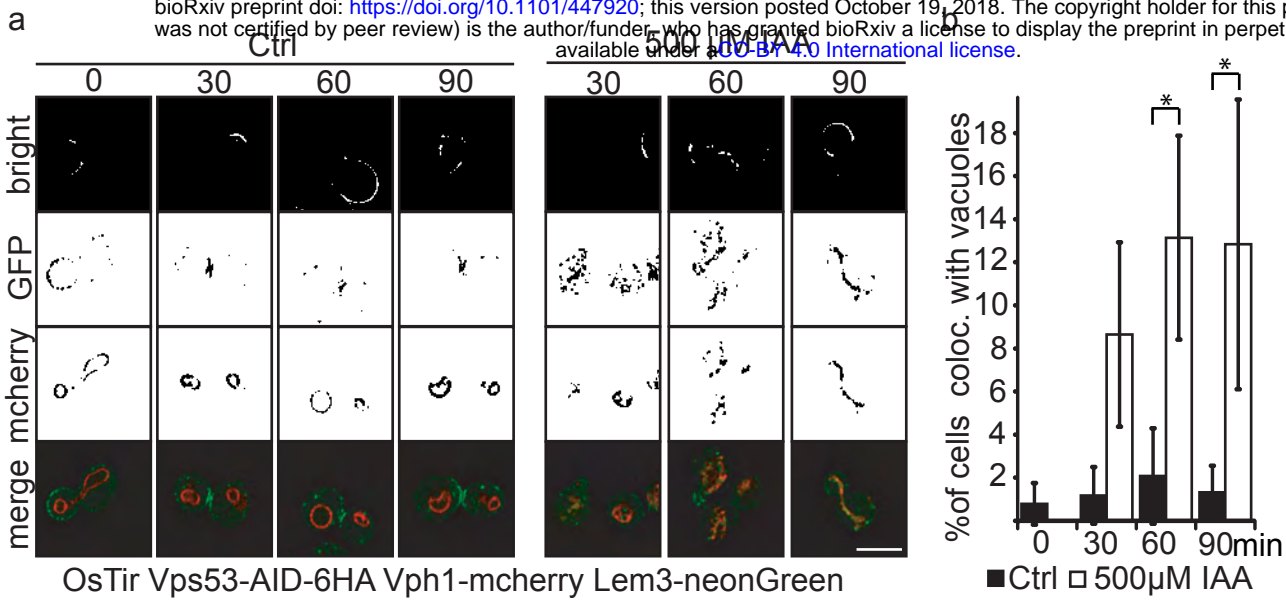 bioRxiv preprint doi: https://doi.org/10.1101/447920; this version posted October 19, 2018. The copyright holder for this p
was not certified by peer review) is the author/funder, who has granted bioRxiv a license to display the preprint in perpet
available under aCC-BY 4.0 International license.
a
b
Ctrl 500 µM IAA
0 30 60 90 30 60 90
bright
GFP
mcherry
merge
OsTir Vps53-AID-6HA Vph1-mcherry Lem3-neonGreen
%of cells coloc. with vacuoles
* *
18
16
14
12
10
8
6
4
2
0 30 60 90min
Ctrl 500µM IAA